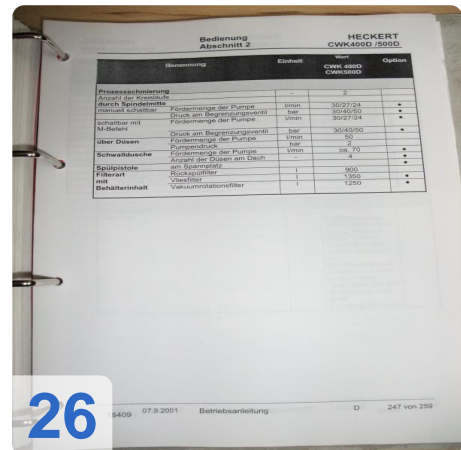 Bedienung HECKERT
Abschnitt 2 CWK400D /500D
Benennung Einheit Wert Option
CWK 400D
CWK500D
Prozessschmierung
Anzahl der Kreisläufe - 2
durch Spindelmitte
manuell schaltbar Fördermenge der Pumpe l/min 30/27/24 •
Druck am Begrenzungsventil bar 30/40/50 •
schaltbar mit Fördermenge der Pumpe l/min 30/27/24 •
M-Befehl
Druck am Begrenzungsventil bar 30/40/50 •
über Düsen Fördermenge der Pumpe l/min 50
Pumpendruck bar 2
Schwalldusche Fördermenge der Pumpe l/min ca. 70 •
Anzahl der Düsen am Dach - 4 •
Spülpistole am Spannplatz •
Filterart Rückspülfilter l 900
mit Vliesfilter l 1350 •
Behälterinhalt Vakuumrotationsfilter l 1250 •
16409 07.9.2001 Betriebsanleitung D 247 von 259
26